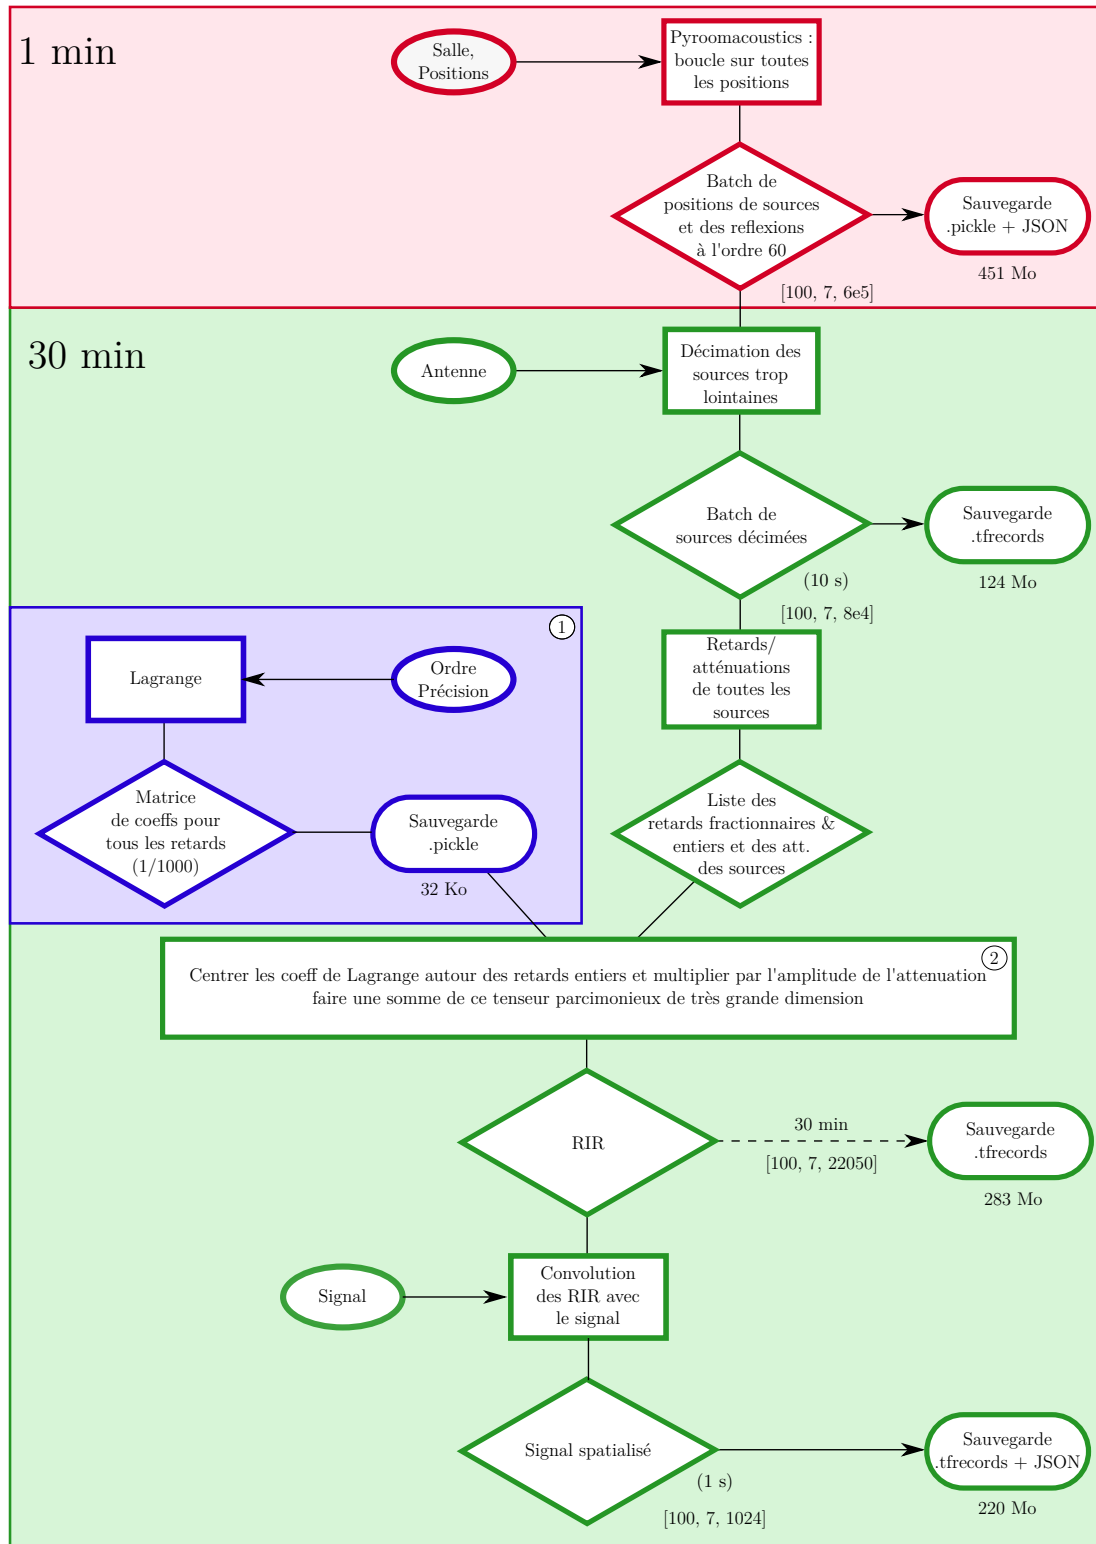 1 min
Salle,
Positions
Pyroomacoustics :
boucle sur toutes
les positions
Batch de
positions de sources
et des reflexions
à l'ordre 60
Sauvegarde
.pickle + JSON
451 Mo
[100, 7, 6e5]
30 min
Antenne
Décimation des
sources trop
lointaines
Batch de
sources décimées
Sauvegarde
.tfrecords
124 Mo
(10 s)
[100, 7, 8e4]
1
Lagrange
Ordre
Précision
Retards/
atténuations
de toutes les
sources
Matrice
de coeffs pour
tous les retards
(1/1000)
Sauvegarde
.pickle
32 Ko
Liste des
retards fractionnaires &
entiers et des att.
des sources
2
Centrer les coeff de Lagrange autour des retards entiers et multiplier par l'amplitude de l'attenuation
faire une somme de ce tenseur parcimonieux de très grande dimension
RIR
30 min
[100, 7, 22050]
Sauvegarde
.tfrecords
283 Mo
Signal
Convolution
des RIR avec
le signal
Signal spatialisé
(1 s)
[100, 7, 1024]
Sauvegarde
.tfrecords + JSON
220 Mo